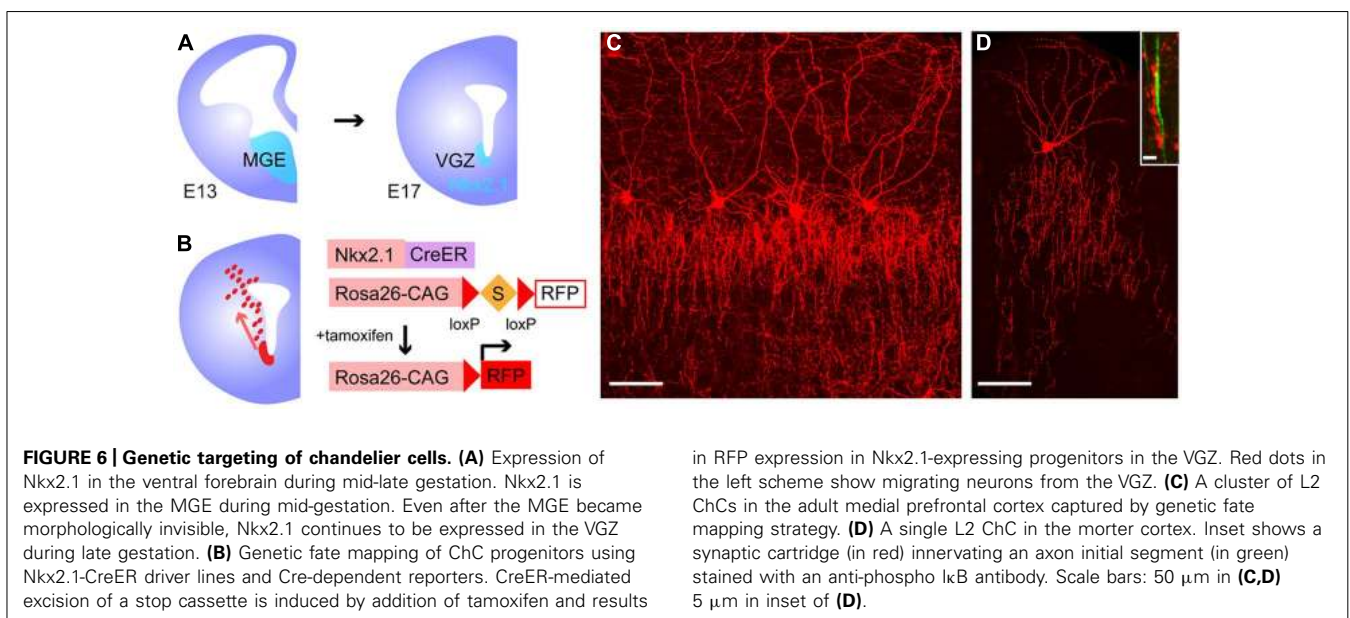 A
MGE
E13
VGZ
Nkx2.1
E17
B
Nkx2.1 CreER
Rosa26-CAG S RFP
loxP loxP
+tamoxifen
Rosa26-CAG RFP
C
D
FIGURE 6 | Genetic targeting of chandelier cells. (A) Expression of
Nkx2.1 in the ventral forebrain during mid-late gestation. Nkx2.1 is
expressed in the MGE during mid-gestation. Even after the MGE became
morphologically invisible, Nkx2.1 continues to be expressed in the VGZ
during late gestation. (B) Genetic fate mapping of ChC progenitors using
Nkx2.1-CreER driver lines and Cre-dependent reporters. CreER-mediated
excision of a stop cassette is induced by addition of tamoxifen and results
in RFP expression in Nkx2.1-expressing progenitors in the VGZ. Red dots in
the left scheme show migrating neurons from the VGZ. (C) A cluster of L2
ChCs in the adult medial prefrontal cortex captured by genetic fate
mapping strategy. (D) A single L2 ChC in the morter cortex. Inset shows a
synaptic cartridge (in red) innervating an axon initial segment (in green)
stained with an anti-phospho IκB antibody. Scale bars: 50 μm in (C,D)
5 μm in inset of (D).